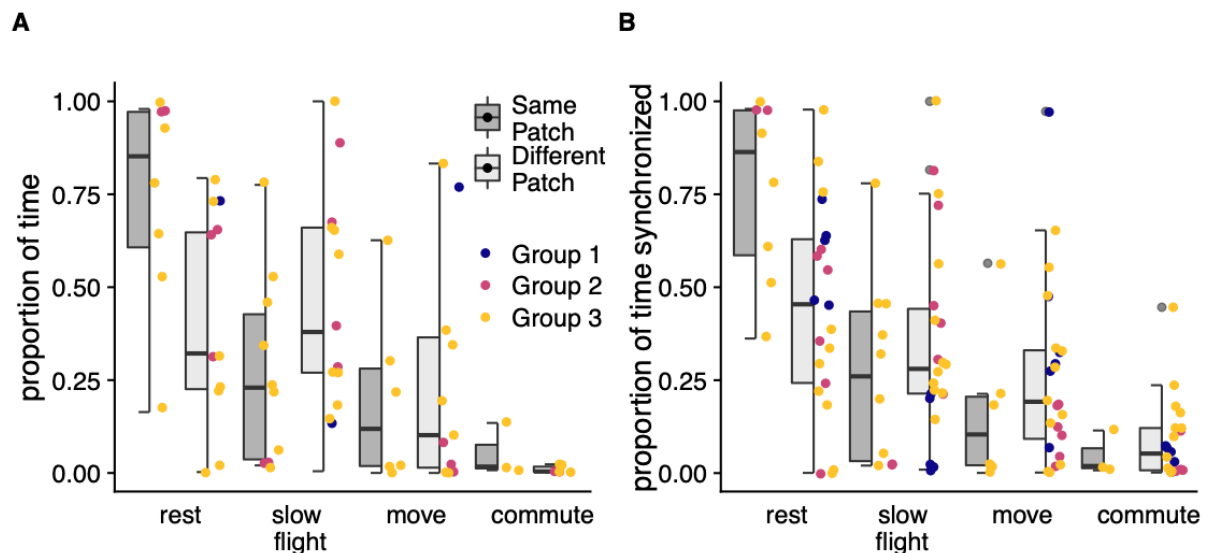 A
proportion of time
1.00
0.75
0.50
0.25
0.00
rest
slow
flight
move
commute
Same
Patch
Different
Patch
Group 1
Group 2
Group 3
B
proportion of time synchronized
1.00
0.75
0.50
0.25
0.00
rest
slow
flight
move
commute